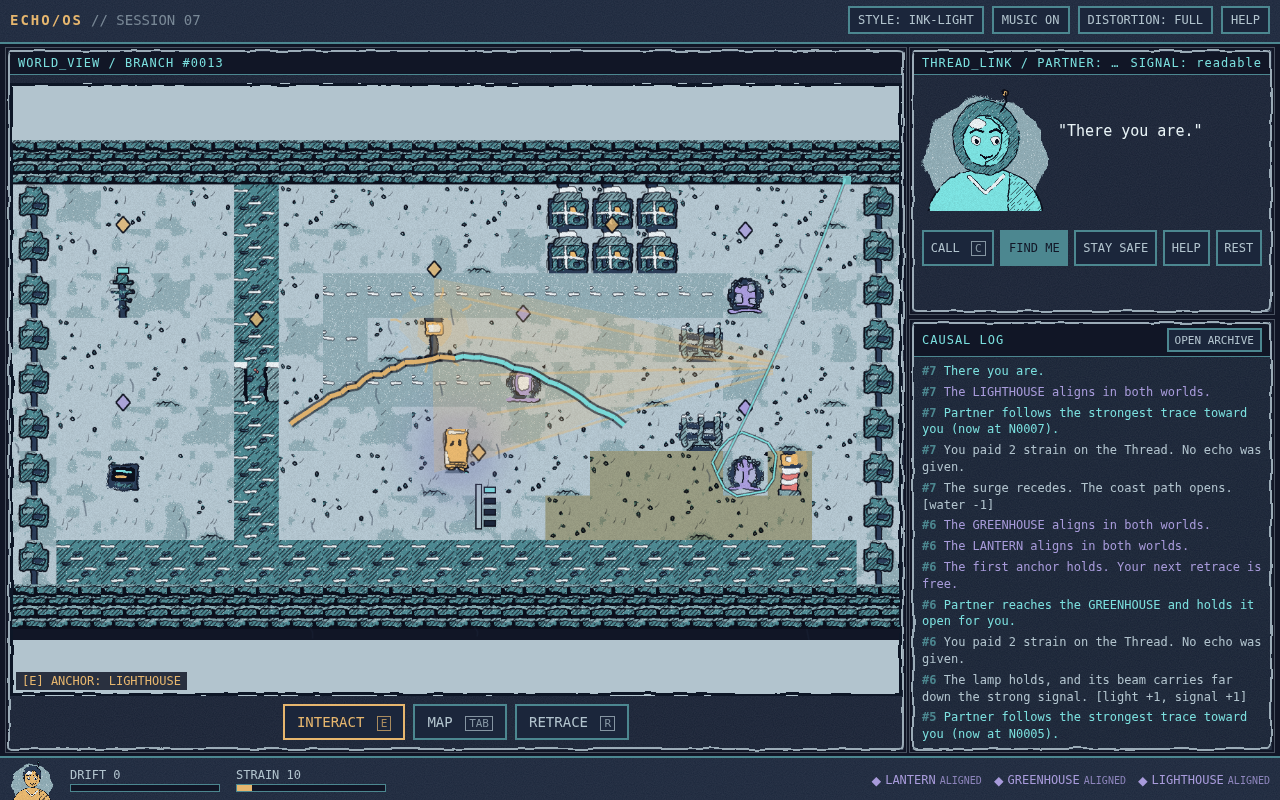 ECHO/OS // SESSION 07
STYLE: INK-LIGHT
MUSIC ON
DISTORTION: FULL
HELP
WORLD_VIEW / BRANCH #0013
THREAD_LINK / PARTNER: … SIGNAL: readable
"There you are."
CALL C
FIND ME
STAY SAFE
HELP
REST
CAUSAL LOG
OPEN ARCHIVE
#7 There you are.
#7 The LIGHTHOUSE aligns in both worlds.
#7 Partner follows the strongest trace toward
you (now at N0007).
#7 You paid 2 strain on the Thread. No echo was
given.
#7 The surge recedes. The coast path opens.
[water -1]
#6 The GREENHOUSE aligns in both worlds.
#6 The LANTERN aligns in both worlds.
#6 The first anchor holds. Your next retrace is
free.
#6 Partner reaches the GREENHOUSE and holds it
open for you.
#6 You paid 2 strain on the Thread. No echo was
given.
#6 The lamp holds, and its beam carries far
down the strong signal. [light +1, signal +1]
#5 Partner follows the strongest trace toward
you (now at N0005).
[E] ANCHOR: LIGHTHOUSE
INTERACT E
MAP TAB
RETRACE R
DRIFT 0
STRAIN 10
LANTERN ALIGNED
GREENHOUSE ALIGNED
LIGHTHOUSE ALIGNED